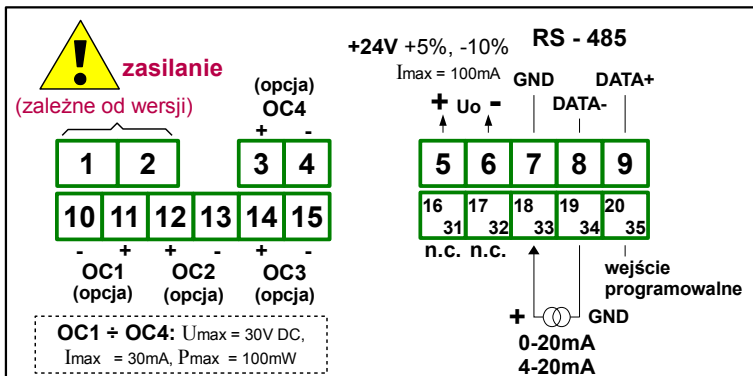 zasilanie
(zależne od wersji)
(opcja)
OC4
+ -
1 2 3 4
10 11 12 13 14 15
- + + - + -
OC1 OC2 OC3
(opcja) (opcja) (opcja)
OC1 ÷ OC4: Umax = 30V DC,
Imax = 30mA, Pmax = 100mW
+24V +5%, -10% RS - 485
Imax = 100mA GND DATA+
+ Uo - DATA-
5 6 7 8 9
16 17 18 19 20
31 32 33 34 35
n.c. n.c.
wejście
programowalne
+ GND
0-20mA
4-20mA